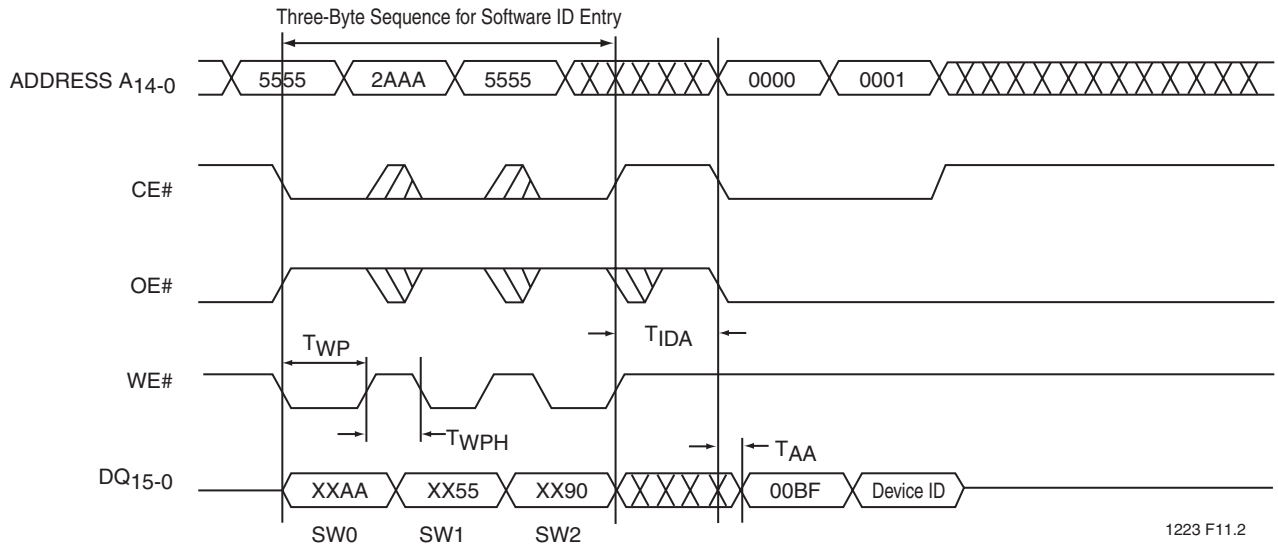 Three-Byte Sequence for Software ID Entry
ADDRESS A14-0 5555 2AAA 5555 0000 0001
CE#
OE#
TWP TIDA
WE#
TWPH TAA
DQ15-0 XXAA XX55 XX90 00BF Device ID
SW0 SW1 SW2
1223 F11.2